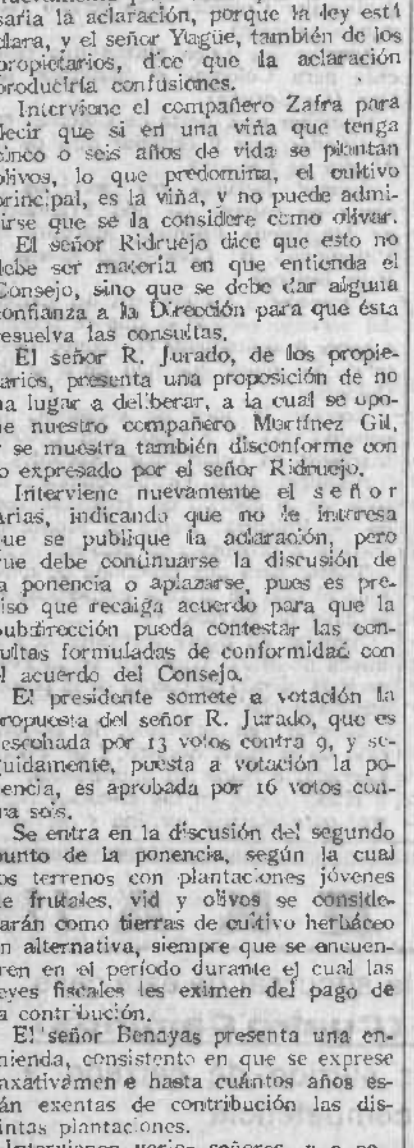 saria la aclaración, porque la ley está
clara, y el señor Yagüe, también de los
propietarios, dice que la aclaración
produciría confusiones.
Interviene el compañero Zafra para
decir que si en una viña que tenga
cinco o seis años de vida se plantan
olivos, lo que predomina, el cultivo
principal, es la viña, y no puede admi-
tirse que se la considere como olivar.
El señor Ridruejo dice que esto no
debe ser materia en que entienda el
Consejo, sino que se debe dar alguna
confianza a la Dirección para que ésta
resuelva las consultas.
El señor R. Jurado, de los propie-
tarios, presenta una proposición de no
ha lugar a deliberar, a la cual se opo-
ne nuestro compañero Martínez Gil,
y se muestra también disconforme con
lo expresado por el señor Ridruejo.
Interviene nuevamente el señor
Arias, indicando que no le interesa
que se publique la aclaración, pero
que debe continuarse la discusión de
la ponencia o aplazarse, pues es pre-
ciso que recaiga acuerdo para que la
Subdirección pueda contestar las con-
sultas formuladas de conformidad con
el acuerdo del Consejo.
El presidente somete a votación la
propuesta del señor R. Jurado, que es
desechada por 13 votos contra 9, y se-
guidamente, puesta a votación la po-
nencia, es aprobada por 16 votos con-
tra seis.
Se entra en la discusión del segundo
punto de la ponencia, según la cual
los terrenos con plantaciones jóvenes
de frutales, vid y olivos se conside-
rarán como tierras de cultivo herbáceo
en alternativa, siempre que se encuen-
tren en el período durante el cual las
leyes fiscales les eximen del pago de
la contribución.
El señor Benayas presenta una en-
mienda, consistente en que se exprese
taxativamente hasta cuántos años es-
tán exentas de contribución las dis-
tintas plantaciones.